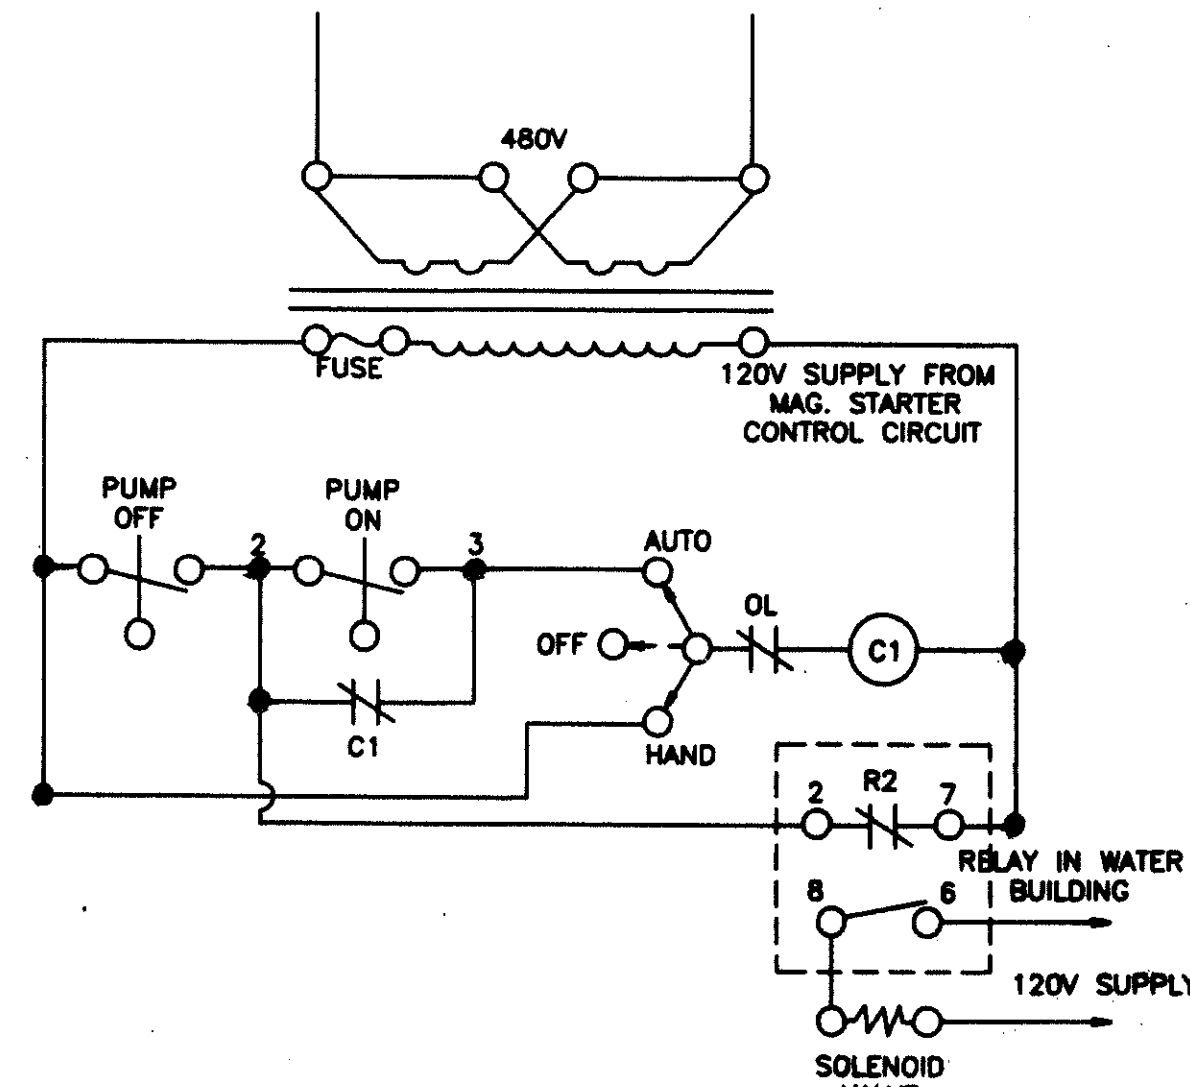 480V
FUSE
120V SUPPLY FROM
MAG. STARTER
CONTROL CIRCUIT
PUMP
OFF
PUMP
ON
2
3
AUTO
OFF
OL
C1
C1
HAND
2
R2
7
RELAY IN WATER
BUILDING
8
6
120V SUPPLY
SOLENOID